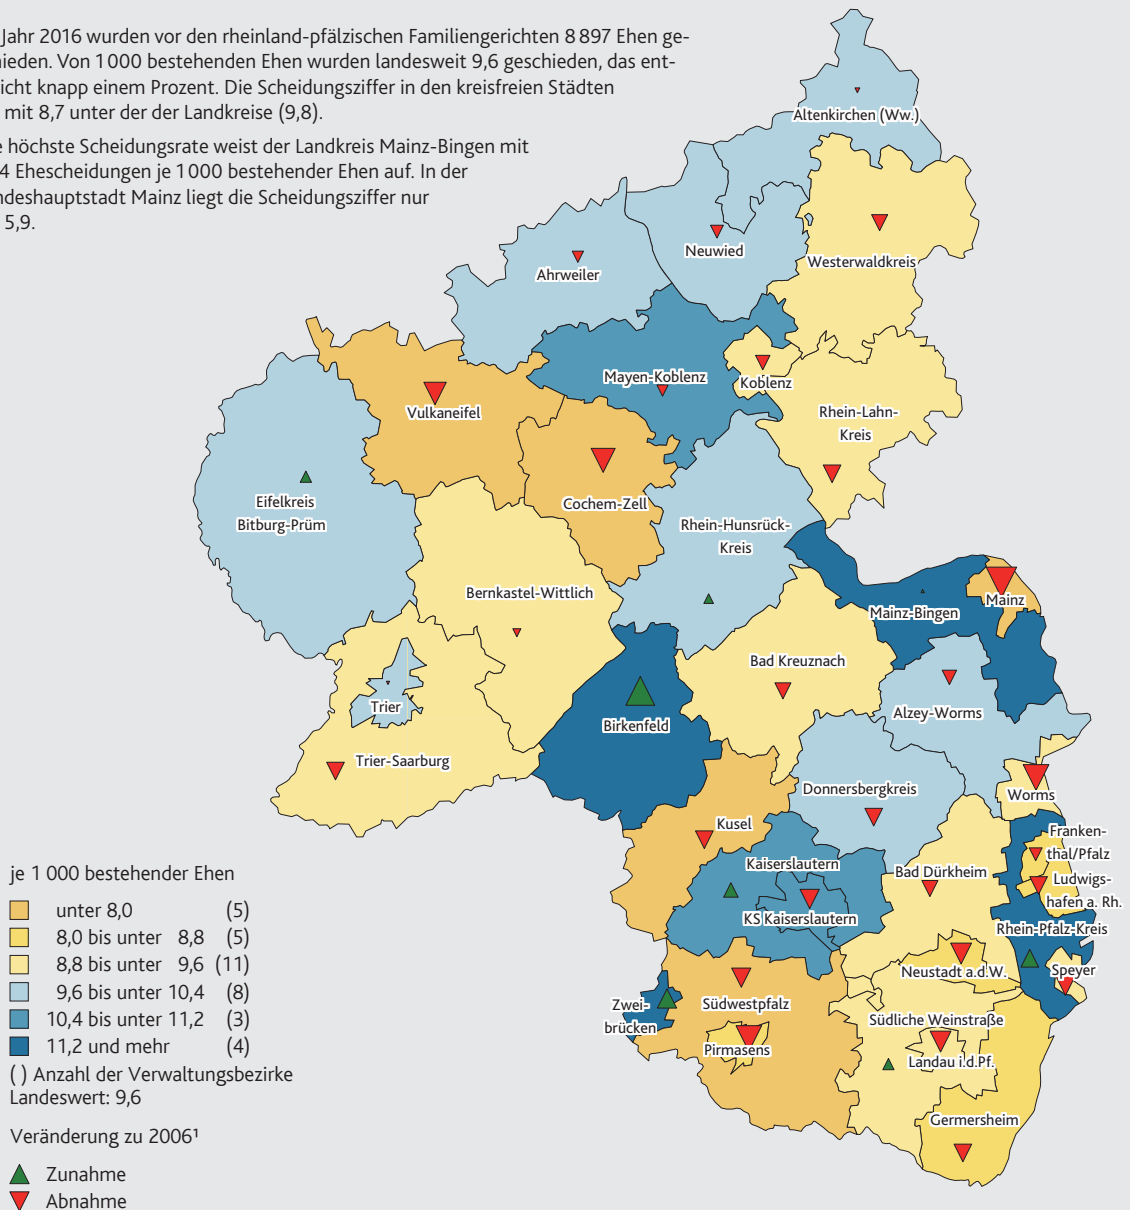 Jahr 2016 wurden vor den rheinland-pfälzischen Familiengerichten 8 897 Ehen ge-
ieden. Von 1 000 bestehenden Ehen wurden landesweit 9,6 geschieden, das ent-
icht knapp einem Prozent. Die Scheidungsziffer in den kreisfreien Städten
mit 8,7 unter der der Landkreise (9,8).
e höchste Scheidungsrate weist der Landkreis Mainz-Bingen mit
4 Ehescheidungen je 1 000 bestehender Ehen auf. In der
ndeshauptstadt Mainz liegt die Scheidungsziffer nur
5,9.
Altenkirchen (Ww.)
Neuwied
Westerwaldkreis
Ahrweiler
Mayen-Koblenz
Koblenz
Vulkaneifel
Rhein-Lahn-
Kreis
Cochem-Zell
Eifelkreis
Bitburg-Prüm
Rhein-Hunsrück-
Kreis
Bernkastel-Wittlich
Mainz-Bingen
Mainz
Bad Kreuznach
Trier
Birkenfeld
Alzey-Worms
Trier-Saarburg
Donnersbergkreis
Worms
Kusel
Franken-
thal/Pfalz
Kaiserslautern
Bad Dürkheim
Ludwigs-
hafen a. Rh.
KS Kaiserslautern
Rhein-Pfalz-Kreis
Neustadt a.d.W.
Speyer
Zwei-
brücken
Südwestpfalz
Südliche Weinstraße
Pirmasens
Landau i.d.Pf.
Germersheim
je 1 000 bestehender Ehen
unter 8,0 (5)
8,0 bis unter 8,8 (5)
8,8 bis unter 9,6 (11)
9,6 bis unter 10,4 (8)
10,4 bis unter 11,2 (3)
11,2 und mehr (4)
( ) Anzahl der Verwaltungsbezirke
Landeswert: 9,6
Veränderung zu 2006¹
Zunahme
Abnahme